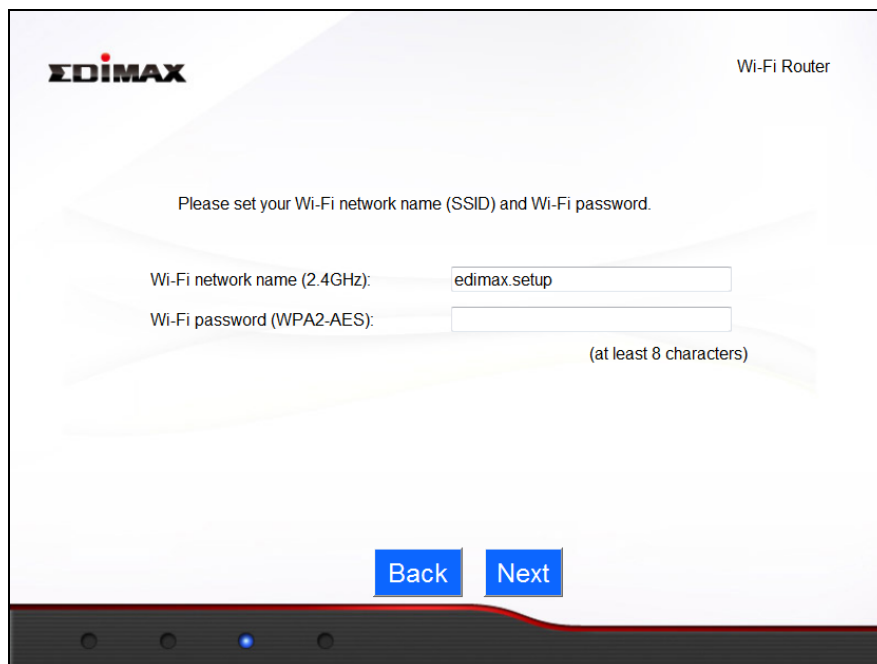 EDIMAX
Wi-Fi Router
Please set your Wi-Fi network name (SSID) and Wi-Fi password.
Wi-Fi network name (2.4GHz): edimax.setup
Wi-Fi password (WPA2-AES):
(at least 8 characters)
Back Next